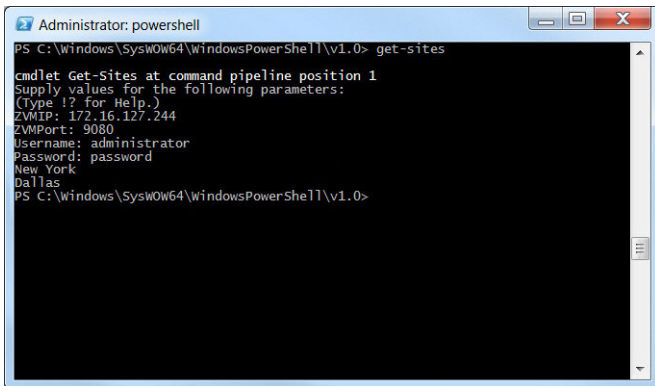 Administrator: powershell
PS C:\Windows\SysWOW64\WindowsPowerShell\v1.0> get-sites
cmdlet Get-Sites at command pipeline position 1
Supply values for the following parameters:
(Type !? for Help.)
ZVMIP: 172.16.127.244
ZVMPort: 9080
Username: administrator
Password: password
New York
Dallas
PS C:\Windows\SysWOW64\WindowsPowerShell\v1.0>